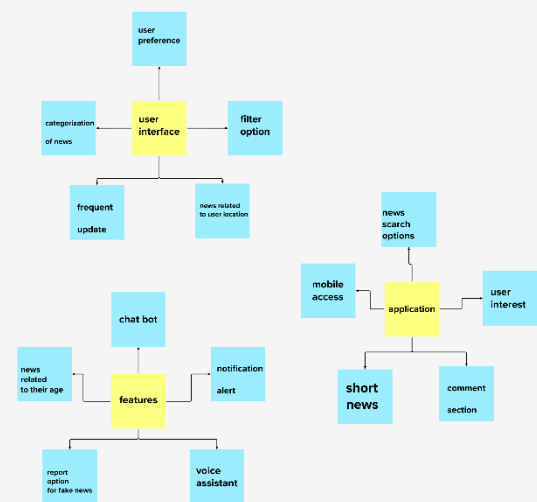 user
preference
categorization
of news
user
interface
filter
option
frequent
update
news related
to user location
news
scarch
options
mobile
access
application
user
interest
short
news
comment
section
chat bot
news
related
to their age
features
notification
alert
report
option
for fake news
voice
assistant